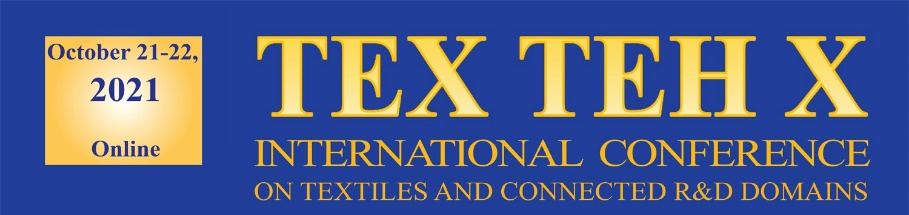 October 21-22,
2021
Online
TEX TEH X
INTERNATIONAL CONFERENCE
ON TEXTILES AND CONNECTED R&D DOMAINS